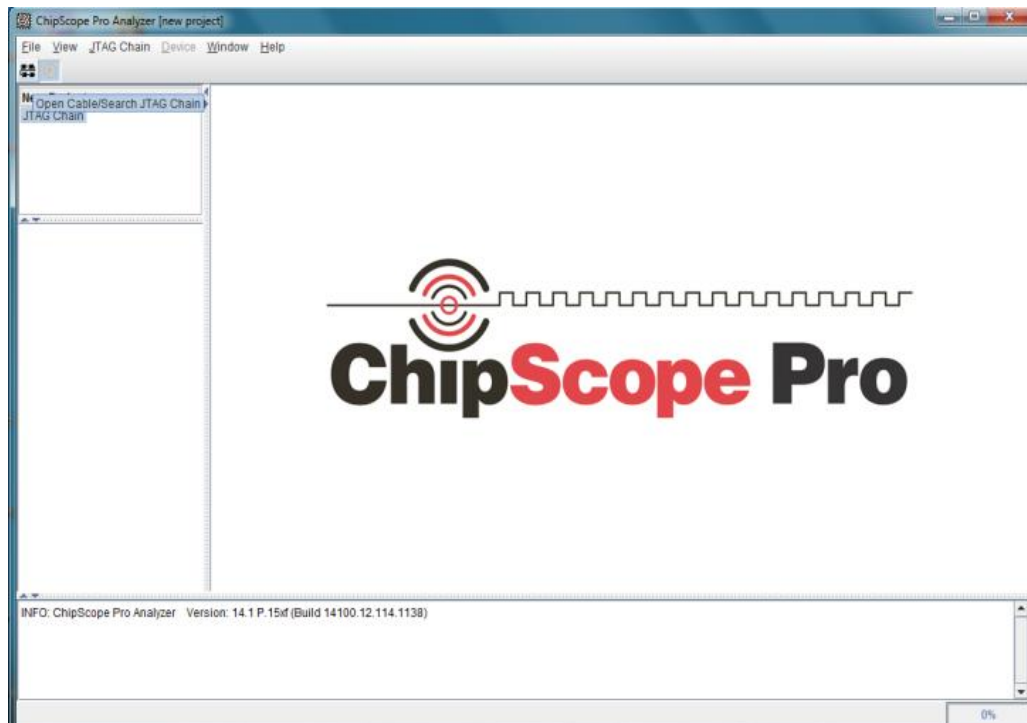 ChipScope Pro Analyzer [new project]
File View JTAG Chain Device Window Help
Open Cable/Search JTAG Chain
JTAG Chain
ChipScope Pro
INFO: ChipScope Pro Analyzer Version: 14.1 P.15xf (Build 14100.12.114.1138)
0%